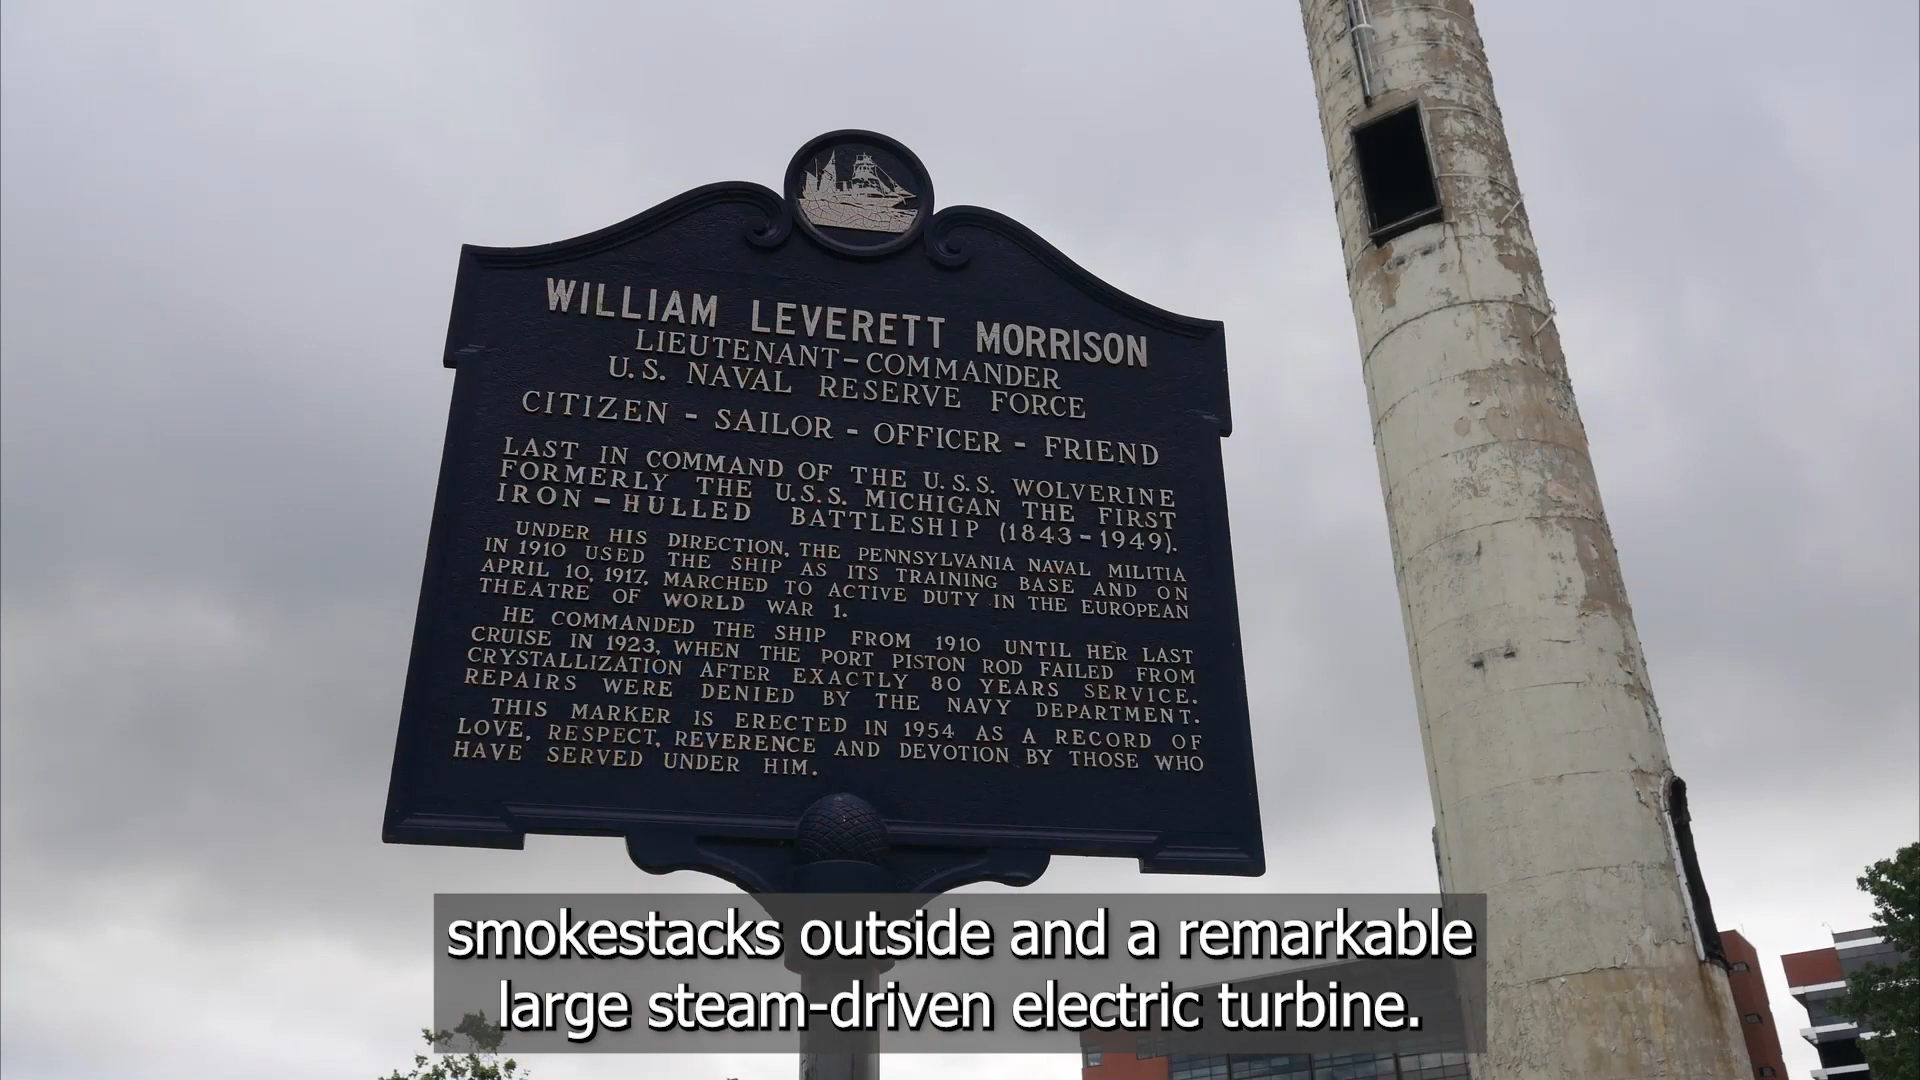 WILLIAM LEVERETT MORRISON
LIEUTENANT-COMMANDER
U.S. NAVAL RESERVE FORCE
CITIZEN - SAILOR - OFFICER - FRIEND
LAST IN COMMAND OF THE U.S.S. WOLVERINE
FORMERLY THE U.S.S. MICHIGAN THE FIRST
IRON-HULLED BATTLESHIP (1843-1949).
UNDER HIS DIRECTION, THE PENNSYLVANIA NAVAL MILITIA
IN 1910 USED THE SHIP AS ITS TRAINING BASE AND ON
APRIL 10, 1917, MARCHED TO ACTIVE DUTY IN THE EUROPEAN
THEATRE OF WORLD WAR 1.
HE COMMANDED THE SHIP FROM 1910 UNTIL HER LAST
CRUISE IN 1923, WHEN THE PORT PISTON ROD FAILED FROM
CRYSTALLIZATION AFTER EXACTLY 80 YEARS SERVICE.
REPAIRS WERE DENIED BY THE NAVY DEPARTMENT.
THIS MARKER IS ERECTED IN 1954 AS A RECORD OF
LOVE, RESPECT, REVERENCE AND DEVOTION BY THOSE WHO
HAVE SERVED UNDER HIM.
smokestacks outside and a remarkable
large steam-driven electric turbine.